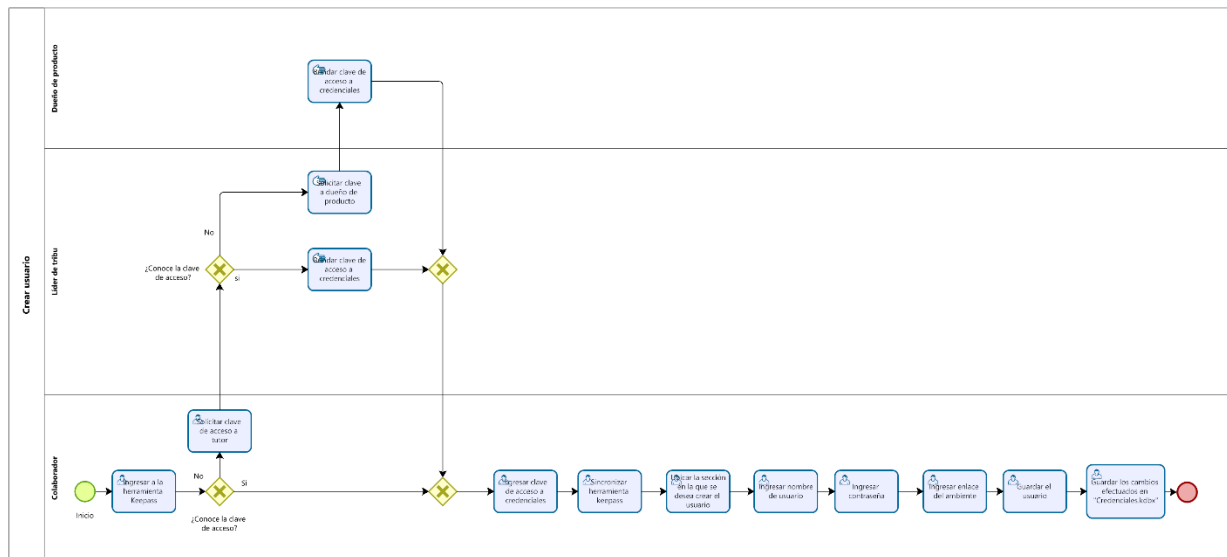 Crear usuario
Dueño de producto
Brindar clave de
acceso a
credenciales
Líder de tribu
Solicitar clave
a dueño de
producto
No
¿Conoce la clave
de acceso?
si
Brindar clave de
acceso a
credenciales
Colaborador
Solicitar clave
de acceso a
tutor
Inicio
Ingresar a la
herramienta
Keepass
No
Si
¿Conoce la clave
de acceso?
Ingresar clave
de acceso a
credenciales
Sincronizar
herramienta
keepass
Ubicar la sección
en la que se
desea crear el
usuario
Ingresar nombre
de usuario
Ingresar
contraseña
Ingresar enlace
del ambiente
Guardar el
usuario
Guardar los cambios
efectuados en
"Credenciales.kdbx"